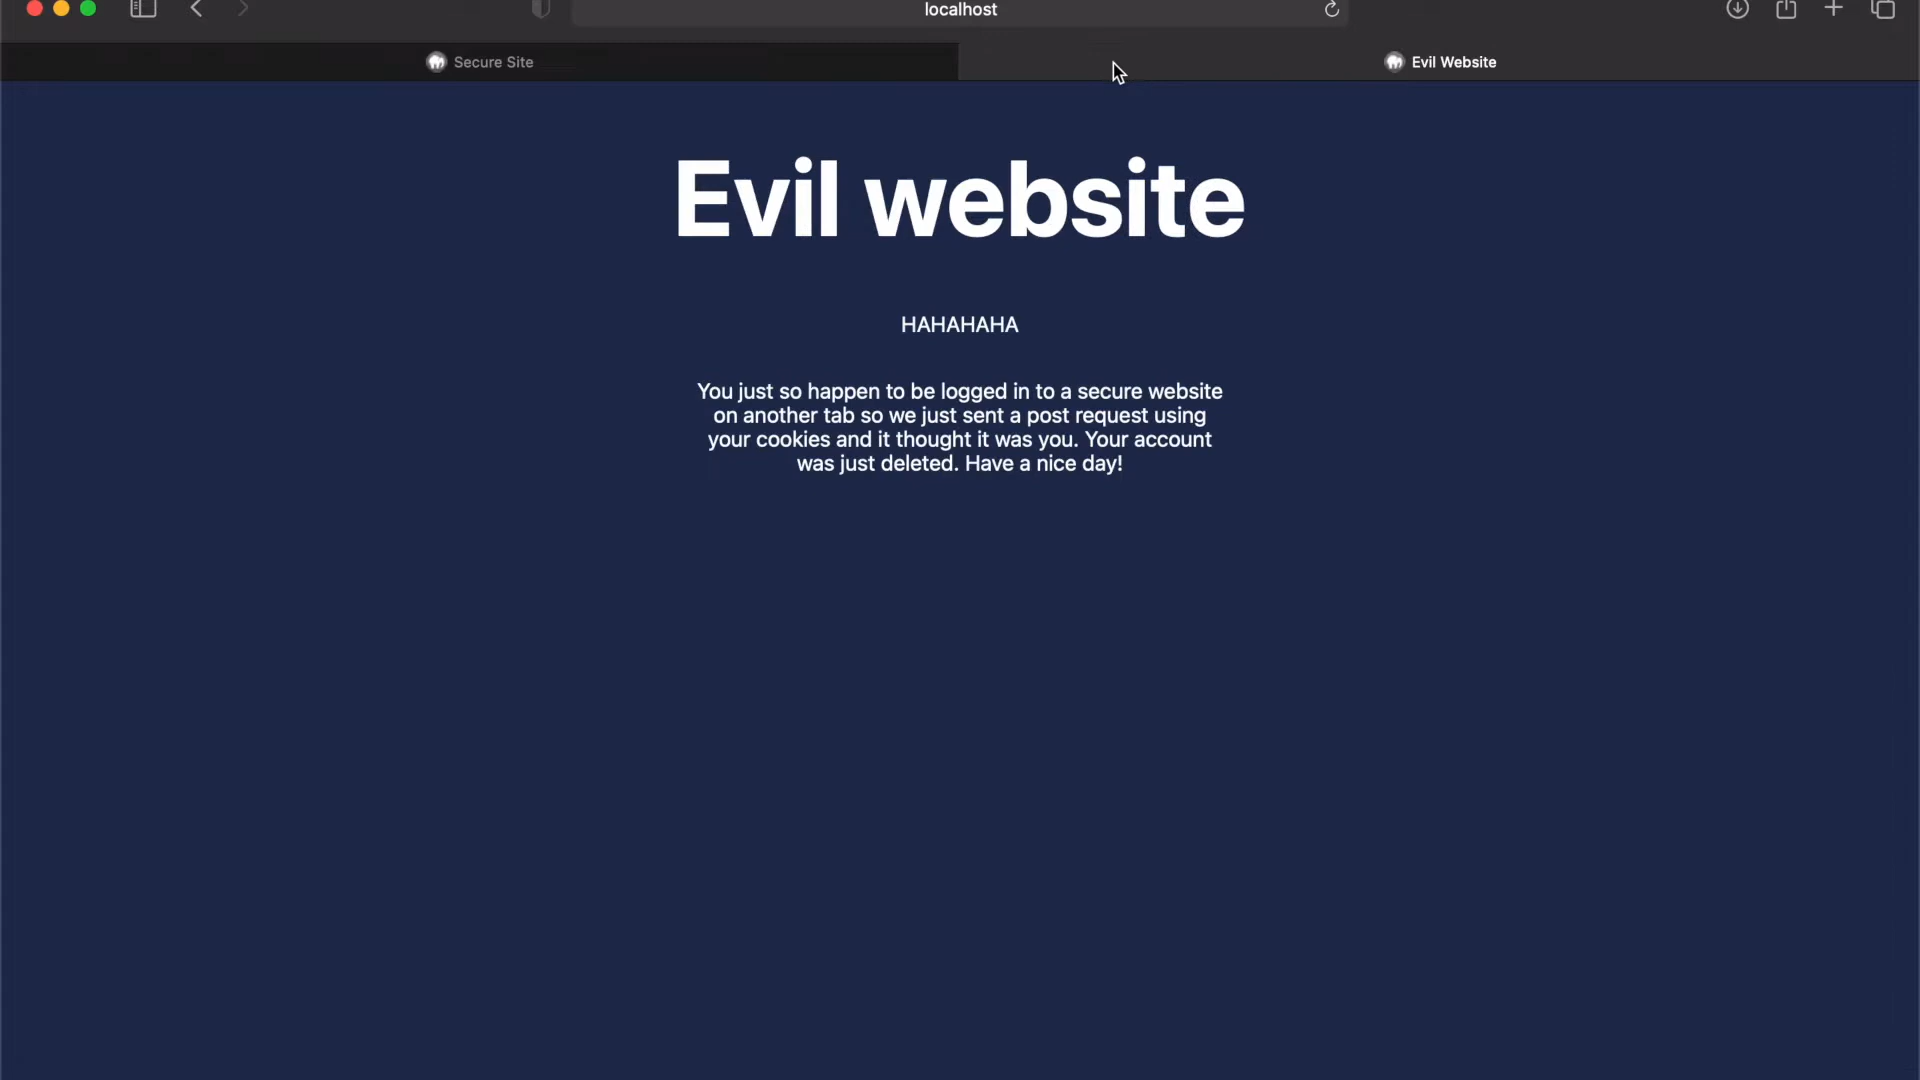 localhost
Secure Site
Evil Website
Evil website
HAHAHAHA
You just so happen to be logged in to a secure website
on another tab so we just sent a post request using
your cookies and it thought it was you. Your account
was just deleted. Have a nice day!